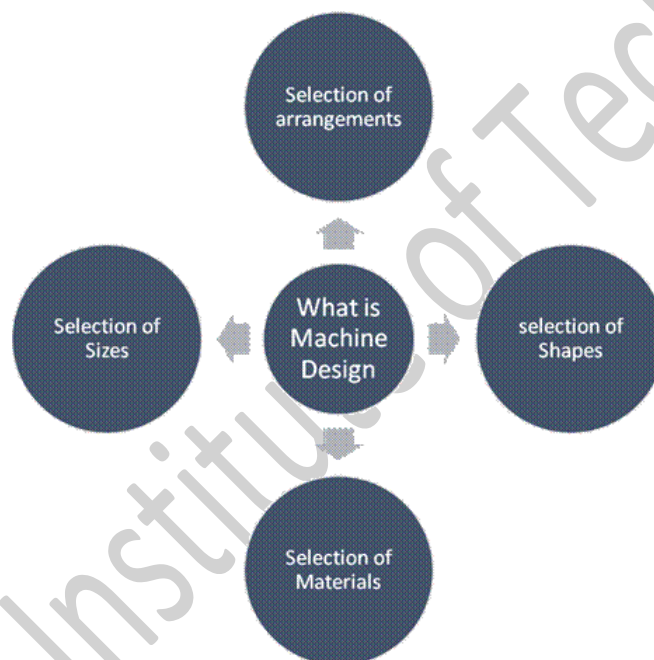 Selection of
arrangements
Selection of
Sizes
What is
Machine
Design
selection of
Shapes
Selection of
Materials
Institute of Tec